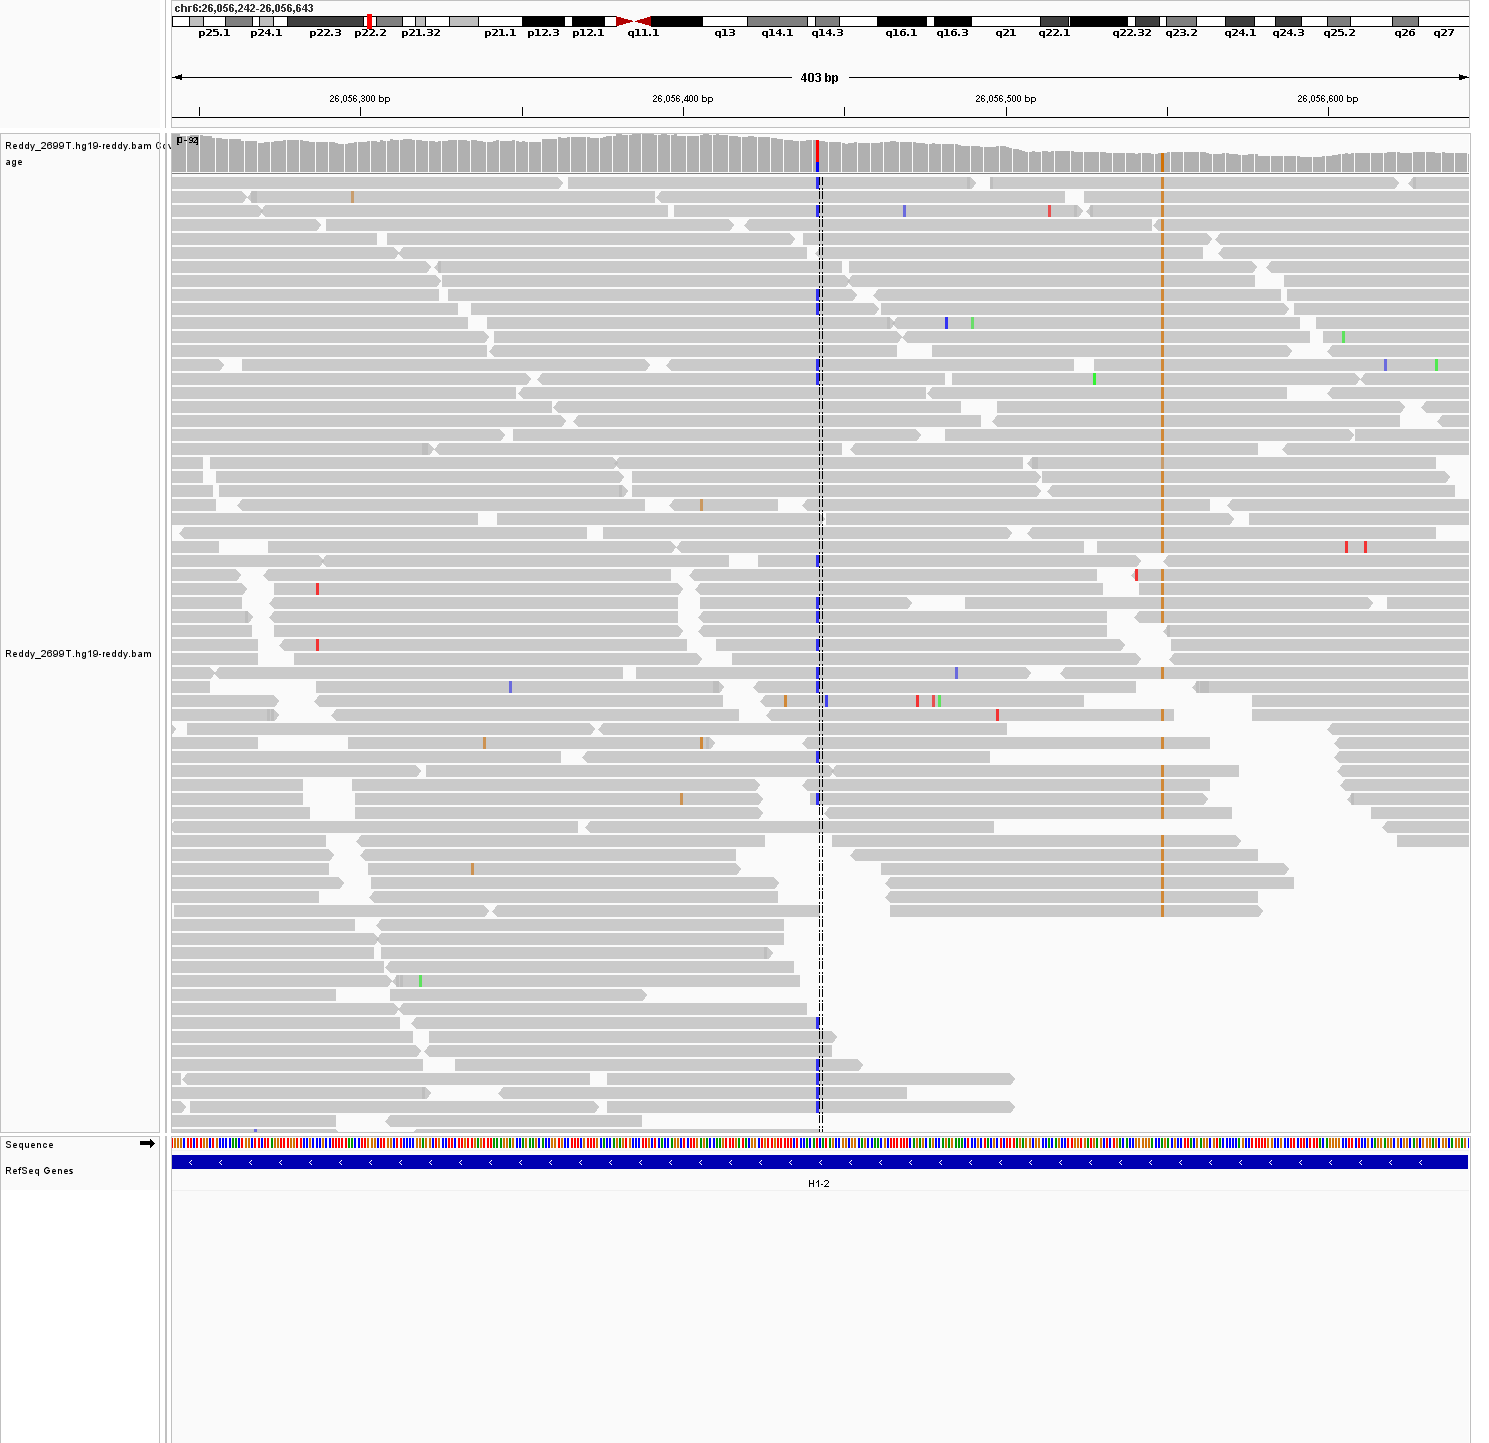 chr6:26,056,242-26,056,643
p25.1 p24.1 p22.3 p22.2 p21.32 p21.1 p12.3 p12.1 q11.1 q13 q14.1 q14.3 q16.1 q16.3 q21 q22.1 q22.32 q23.2 q24.1 q24.3 q25.2 q26 q27
403 bp
26,056,300 bp 26,056,400 bp 26,056,500 bp 26,056,600 bp
[0 - 92]
Reddy_2699T.hg19-reddy.bam Cov
age
Reddy_2699T.hg19-reddy.bam
Sequence
RefSeq Genes
H1-2